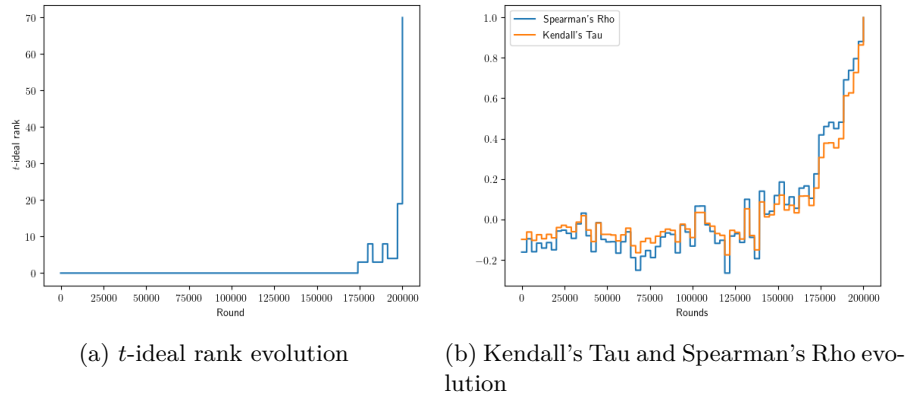 70
60
50
40
30
20
10
0
t-ideal rank
0 25000 50000 75000 100000 125000 150000 175000 200000
Round
1.0
0.8
0.6
0.4
0.2
0.0
−0.2
Spearman's Rho
Kendall's Tau
0 25000 50000 75000 100000 125000 150000 175000 200000
Rounds
(a) t-ideal rank evolution
(b) Kendall's Tau and Spearman's Rho evo-
lution